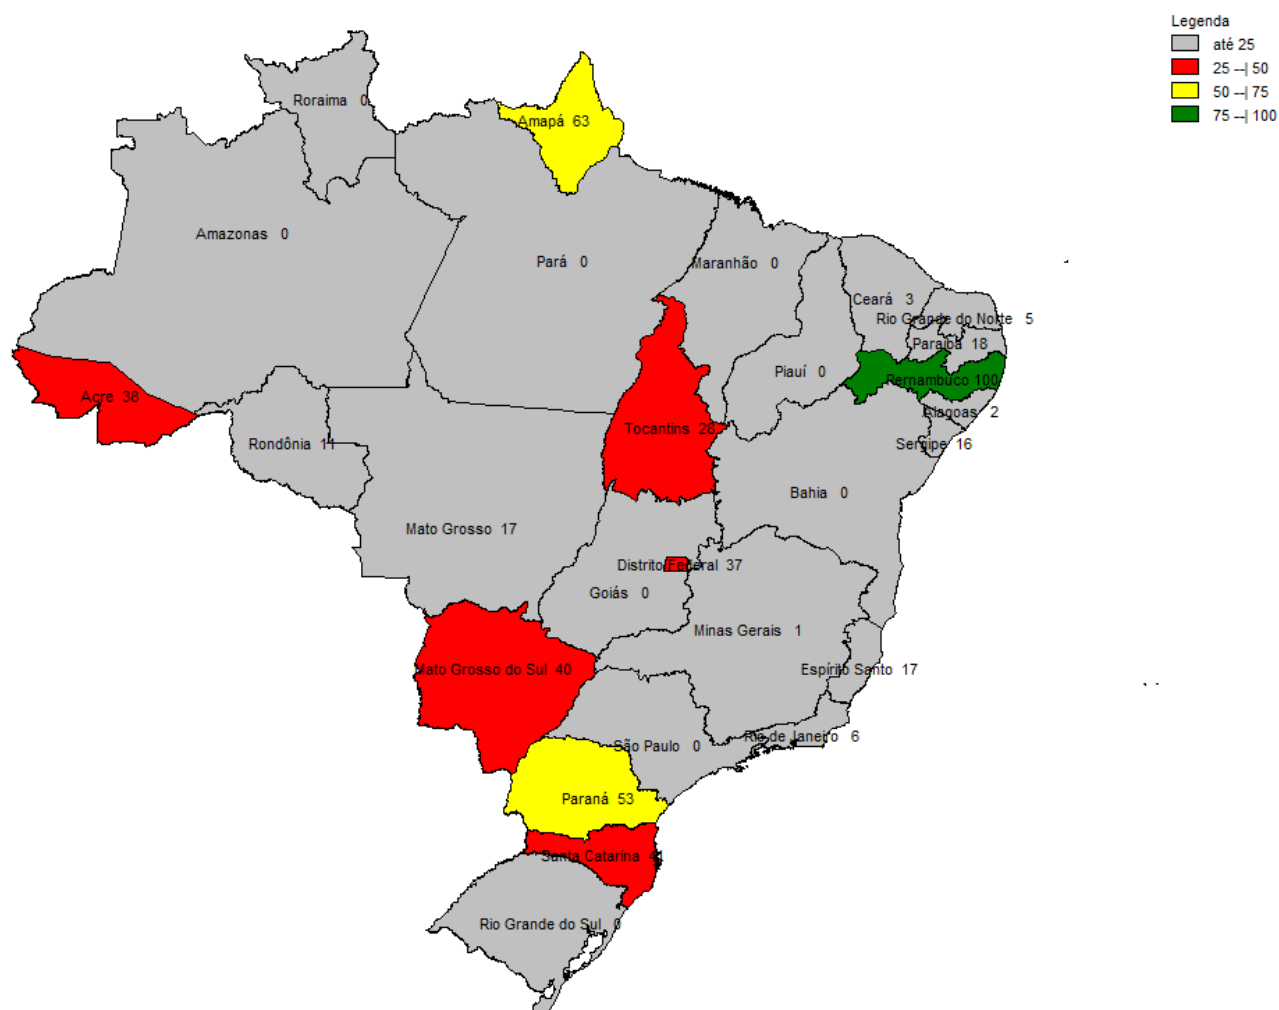 Legenda
até 25
25 --| 50
50 --| 75
75 --| 100
Roraima 0
Amapá 63
Amazonas 0
Pará 0
Maranhão 0
Ceará 3
Rio Grande do Norte 5
Paraíba 18
Piauí 0
Pernambuco 100
Acre 38
Alagoas 2
Tocantins 28
Rondônia 11
Sergipe 16
Bahia 0
Mato Grosso 17
Distrito Federal 37
Goiás 0
Minas Gerais 1
Mato Grosso do Sul 40
Espírito Santo 17
Rio de Janeiro 6
São Paulo 0
Paraná 53
Santa Catarina 41
Rio Grande do Sul 0